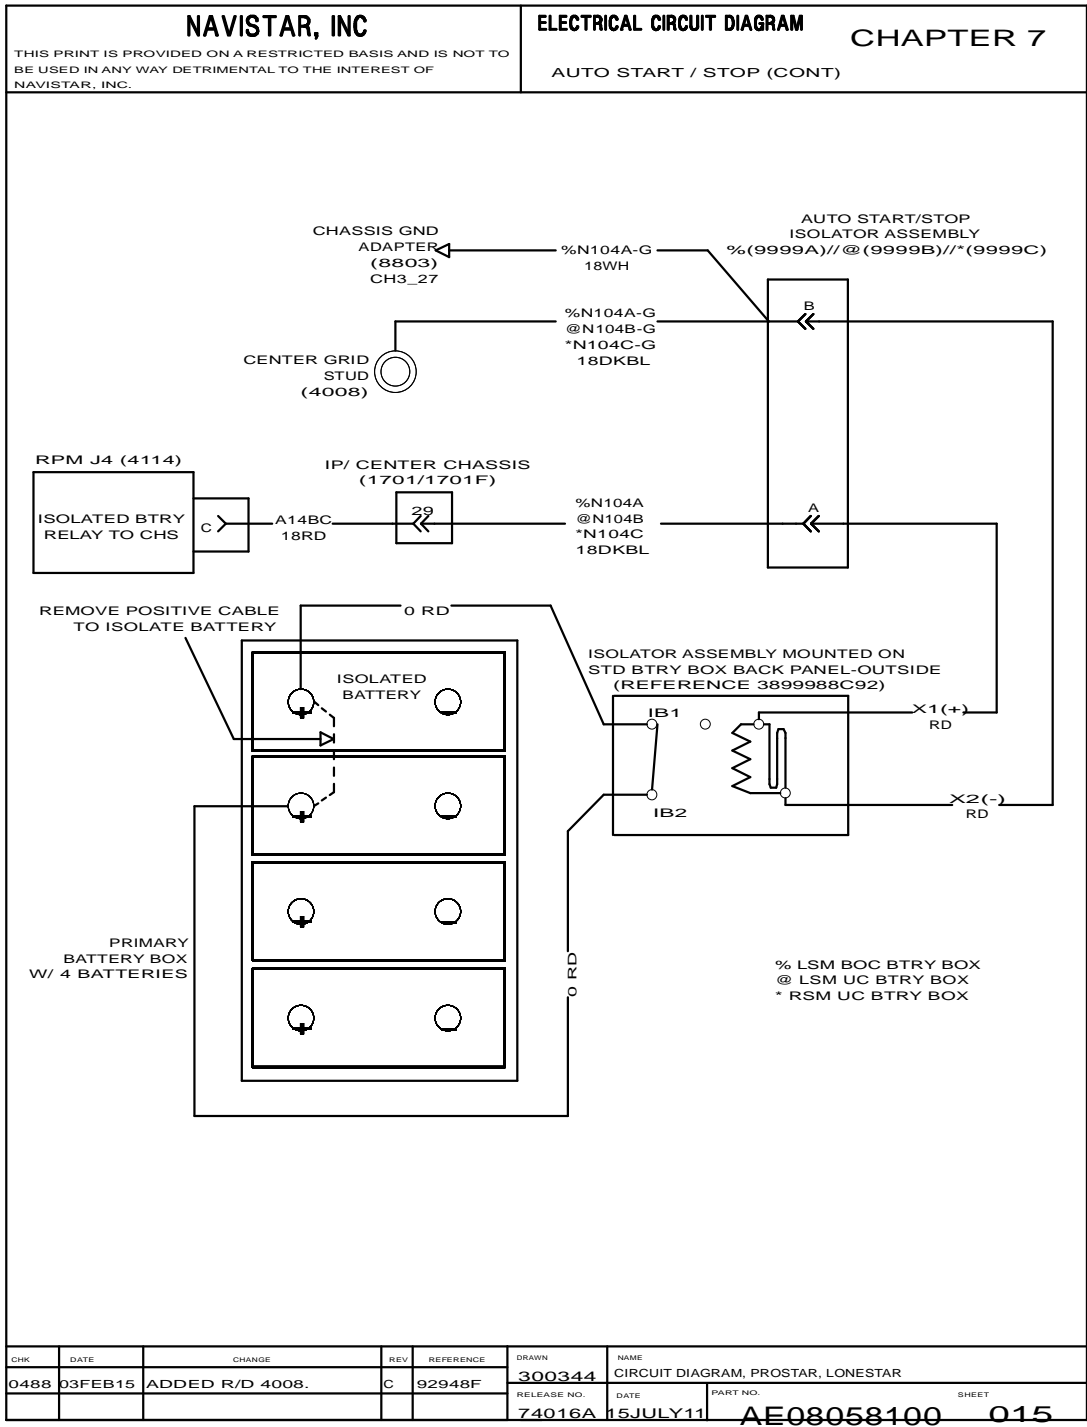 NAVISTAR, INC
THIS PRINT IS PROVIDED ON A RESTRICTED BASIS AND IS NOT TO
BE USED IN ANY WAY DETRIMENTAL TO THE INTEREST OF
NAVISTAR, INC.
ELECTRICAL CIRCUIT DIAGRAM
CHAPTER 7
AUTO START / STOP (CONT)
AUTO START/STOP
ISOLATOR ASSEMBLY
%(9999A)//@(9999B)//*(9999C)
CHASSIS GND
ADAPTER
(8803)
CH3_27
%N104A-G
18WH
B
%N104A-G
@N104B-G
*N104C-G
18DKBL
CENTER GRID
STUD
(4008)
RPM J4 (4114)
ISOLATED BTRY
RELAY TO CHS
C
A14BC
18RD
IP/ CENTER CHASSIS
(1701/1701F)
29
%N104A
@N104B
*N104C
18DKBL
A
REMOVE POSITIVE CABLE
TO ISOLATE BATTERY
0 RD
ISOLATED
BATTERY
+
-
+
-
+
-
+
-
ISOLATOR ASSEMBLY MOUNTED ON
STD BTRY BOX BACK PANEL-OUTSIDE
(REFERENCE 3899988C92)
IB1
IB2
X1(+)
RD
X2(-)
RD
PRIMARY
BATTERY BOX
W/ 4 BATTERIES
0 RD
% LSM BOC BTRY BOX
@ LSM UC BTRY BOX
* RSM UC BTRY BOX
CHK DATE CHANGE REV REFERENCE
0488 03FEB15 ADDED R/D 4008. C 92948F
DRAWN
300344
NAME
CIRCUIT DIAGRAM, PROSTAR, LONESTAR
RELEASE NO.
74016A
DATE
15JULY11
PART NO.
AE08058100
SHEET
015